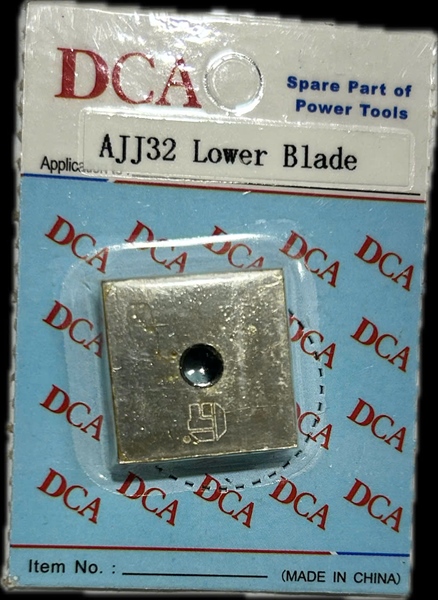 DCA
Spare Part of
Power Tools
AJJ32 Lower Blade
Applica
DCA DCA DCA DCA DCA
DCA DCA
DCA DCA DCA
DCA DCA DCA DCA DCA
Item No. :
(MADE IN CHINA)